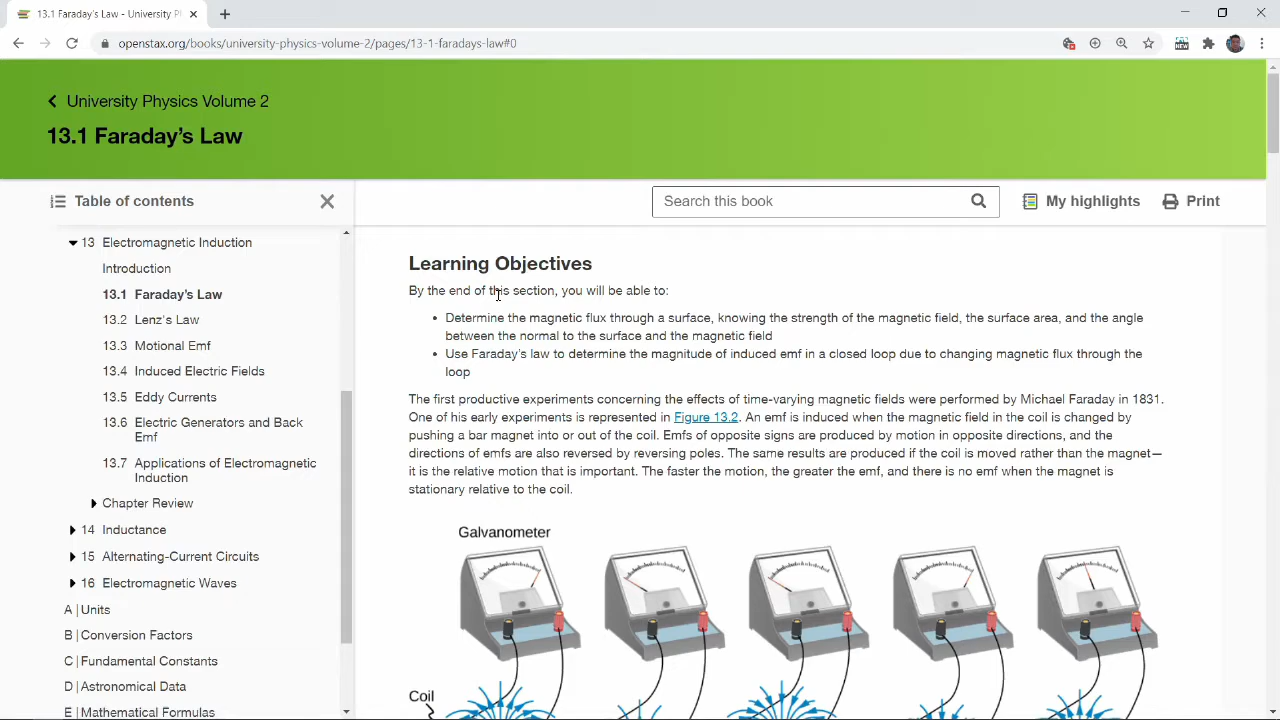 13.1 Faraday's Law - University P
openstax.org/books/university-physics-volume-2/pages/13-1-faradays-law#0
NEW
University Physics Volume 2
13.1 Faraday's Law
Table of contents
Search this book
My highlights
Print
13 Electromagnetic Induction
Introduction
13.1 Faraday's Law
13.2 Lenz's Law
13.3 Motional Emf
13.4 Induced Electric Fields
13.5 Eddy Currents
13.6 Electric Generators and Back
Emf
13.7 Applications of Electromagnetic
Induction
Chapter Review
14 Inductance
15 Alternating-Current Circuits
16 Electromagnetic Waves
A | Units
B | Conversion Factors
C | Fundamental Constants
D | Astronomical Data
E | Mathematical Formulas
Learning Objectives
By the end of this section, you will be able to:
• Determine the magnetic flux through a surface, knowing the strength of the magnetic field, the surface area, and the angle
between the normal to the surface and the magnetic field
• Use Faraday's law to determine the magnitude of induced emf in a closed loop due to changing magnetic flux through the
loop
The first productive experiments concerning the effects of time-varying magnetic fields were performed by Michael Faraday in 1831.
One of his early experiments is represented in Figure 13.2. An emf is induced when the magnetic field in the coil is changed by
pushing a bar magnet into or out of the coil. Emfs of opposite signs are produced by motion in opposite directions, and the
directions of emfs are also reversed by reversing poles. The same results are produced if the coil is moved rather than the magnet—
it is the relative motion that is important. The faster the motion, the greater the emf, and there is no emf when the magnet is
stationary relative to the coil.
Galvanometer
Coil